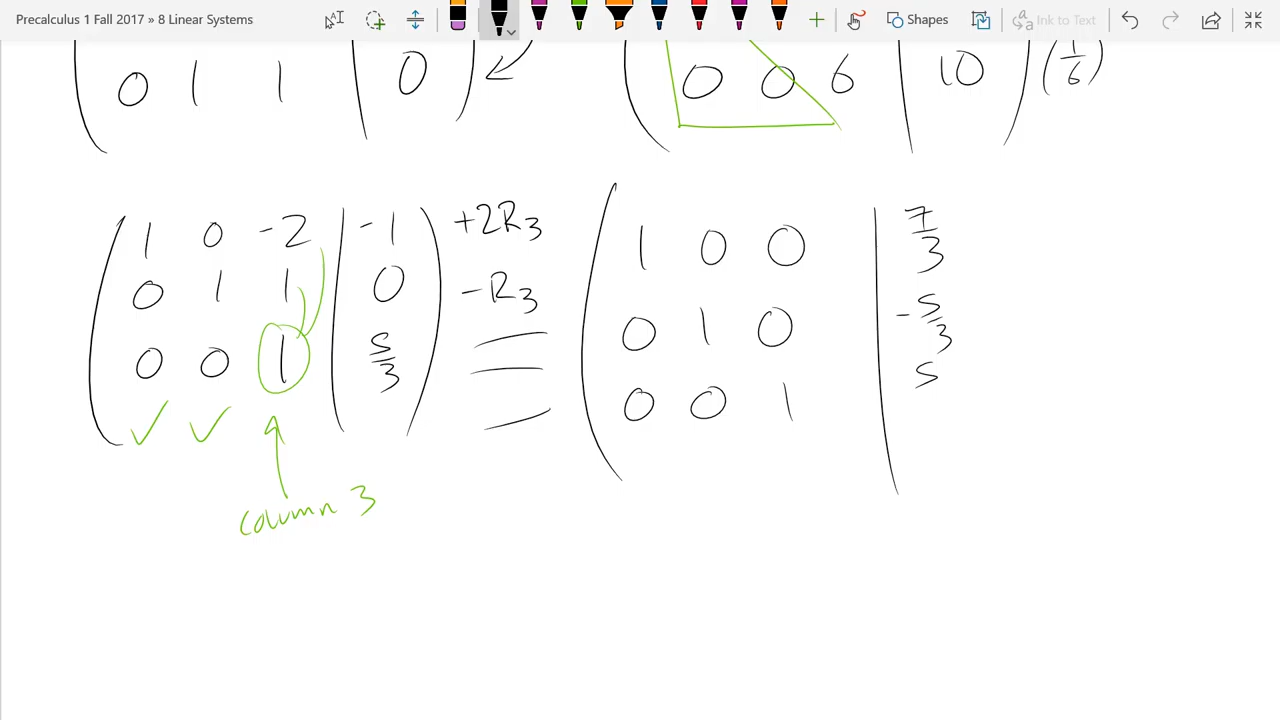 Precalculus 1 Fall 2017 » 8 Linear Systems
Shapes
Ink to Text
0 1 1 | 0
0 0 6 | 10 (1/6)
1 0 -2 | -1 +2R3
0 1 1 | 0 -R3
0 0 1 | 5/3
1 0 0 | 7/3
0 1 0 | -5/3
0 0 1 | 5
column 3